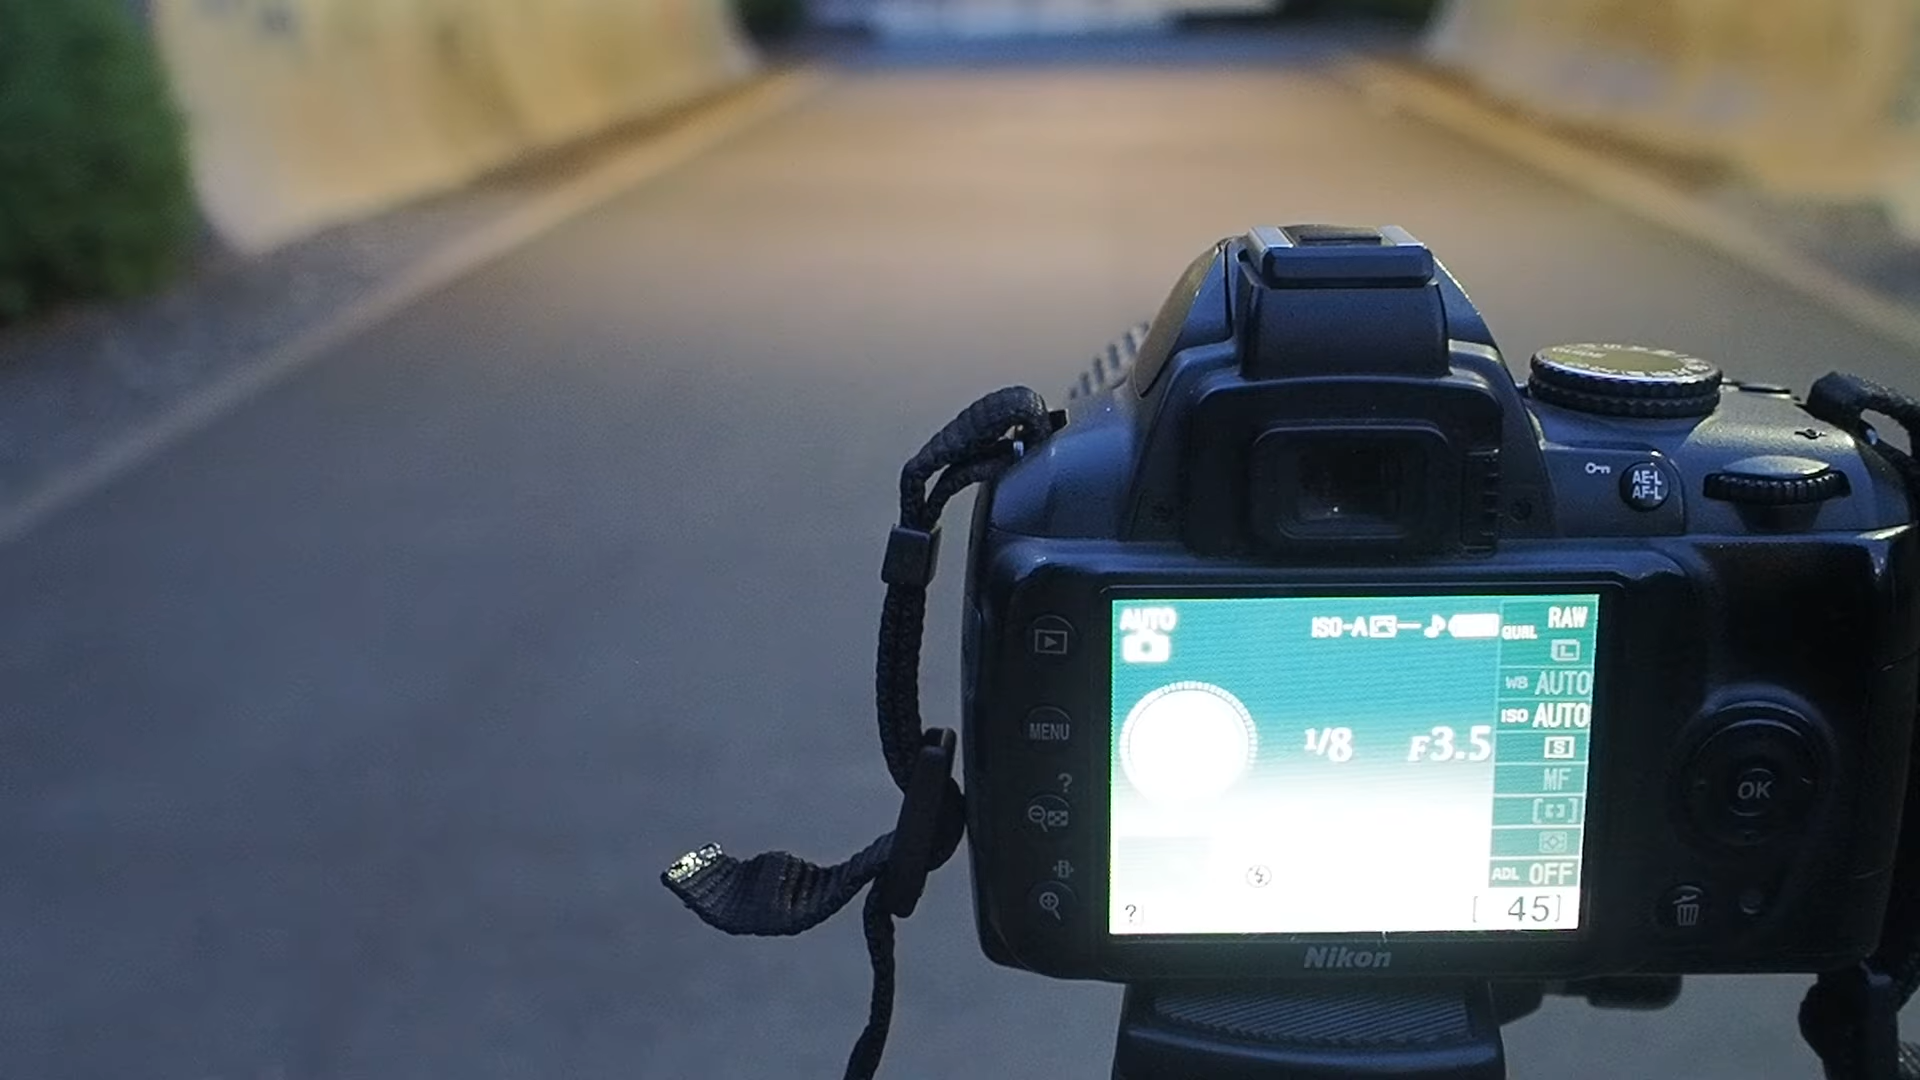 AE-L
AF-L
AUTO
ISO-A
QUAL RAW
L
WB AUTO
ISO AUTO
S
1/8 F3.5
MF
ADL OFF
?
[ 45]
MENU
?
OK
Nikon